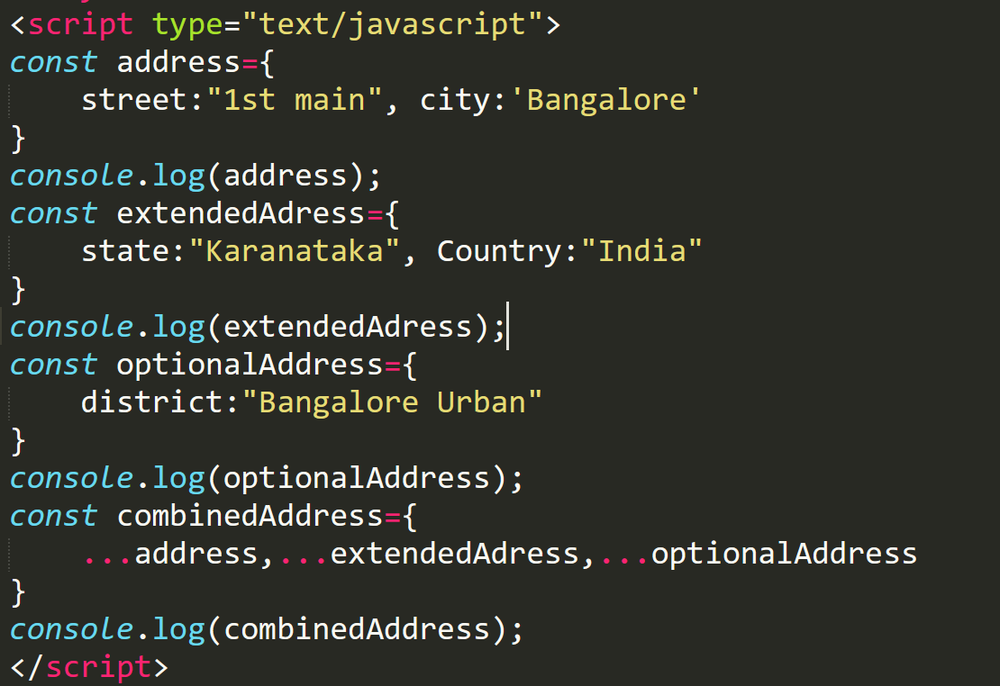 <script type="text/javascript">
const address={
    street:"1st main", city:'Bangalore'
}
console.log(address);
const extendedAdress={
    state:"Karanataka", Country:"India"
}
console.log(extendedAdress);
const optionalAddress={
    district:"Bangalore Urban"
}
console.log(optionalAddress);
const combinedAddress={
    ...address,...extendedAdress,...optionalAddress
}
console.log(combinedAddress);
</script>